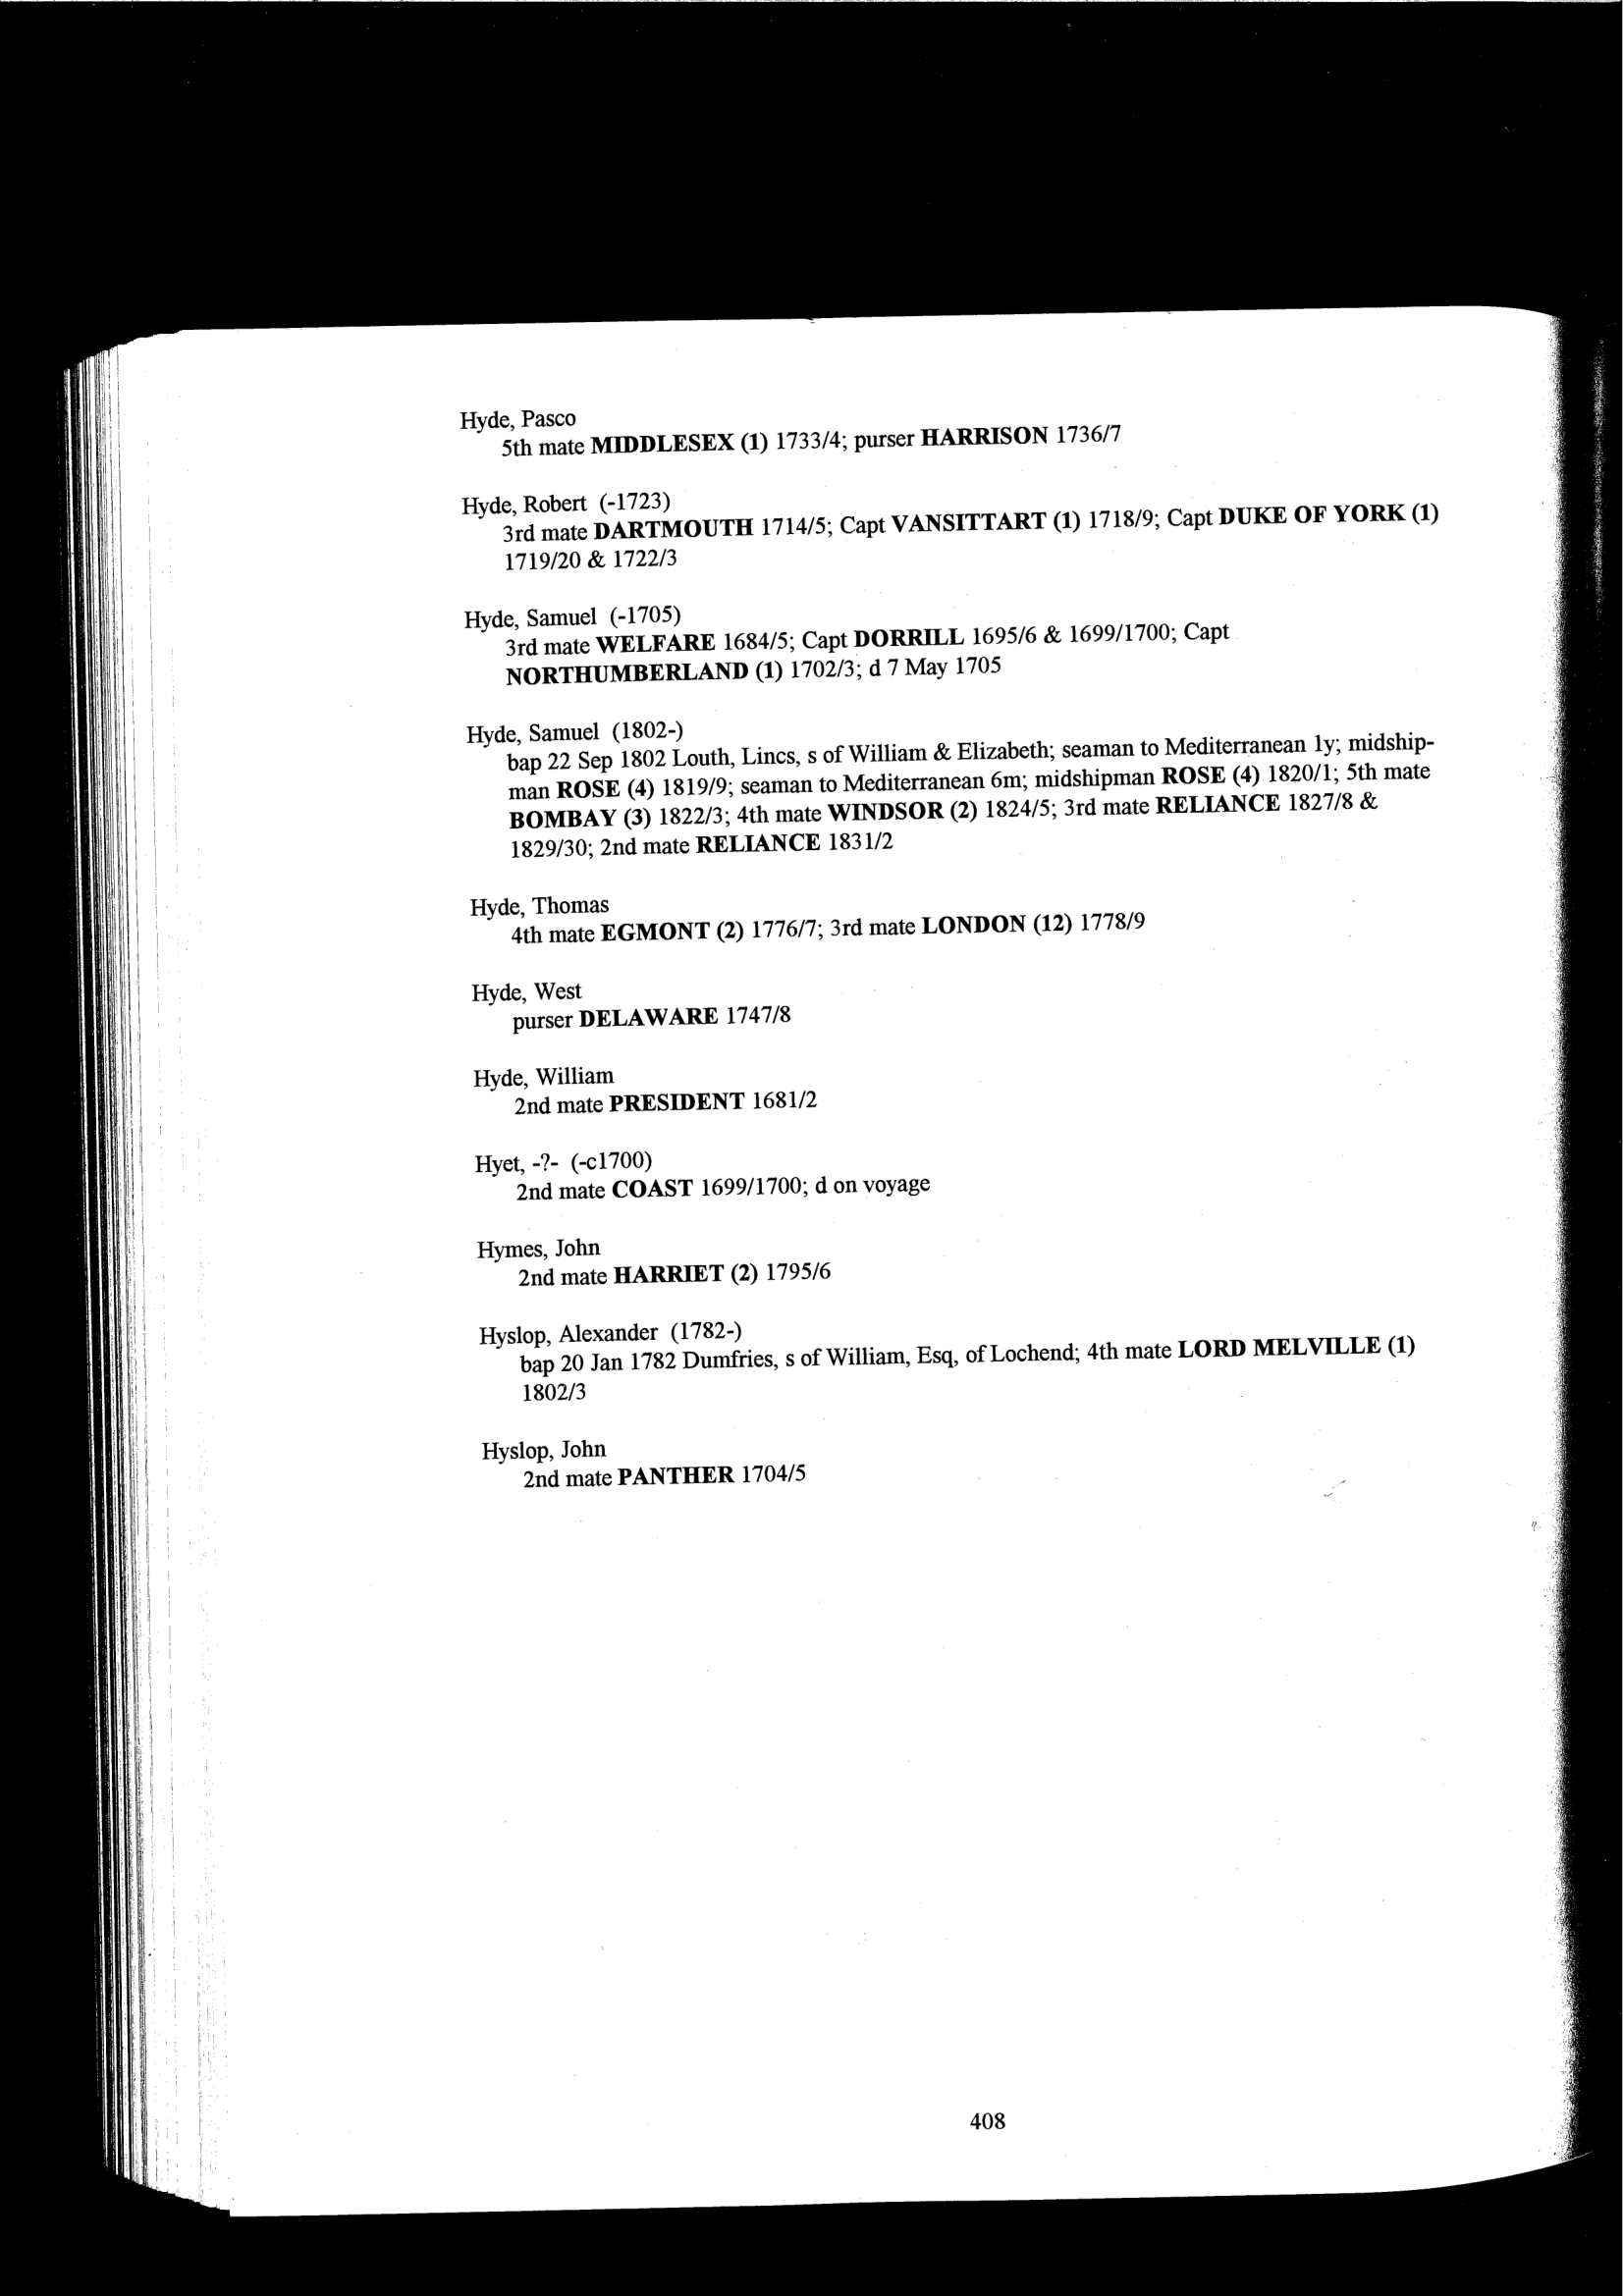 Hyde, Pasco
5th mate MIDDLESEX (1) 1733/4; purser HARRISON 1736/7
Hyde, Robert (-1723)
3rd mate DARTMOUTH 1714/5; Capt VANSITTART (1) 1718/9; Capt DUKE OF YORK (1)
1719/20 & 1722/3
Hyde, Samuel (-1705)
3rd mate WELFARE 1684/5; Capt DORRILL 1695/6 & 1699/1700; Capt
NORTHUMBERLAND (1) 1702/3; d 7 May 1705
Hyde, Samuel (1802-)
bap 22 Sep 1802 Louth, Lincs, s of William & Elizabeth; seaman to Mediterranean 1y; midship-
man ROSE (4) 1819/9; seaman to Mediterranean 6m; midshipman ROSE (4) 1820/1; 5th mate
BOMBAY (3) 1822/3; 4th mate WINDSOR (2) 1824/5; 3rd mate RELIANCE 1827/8 &
1829/30; 2nd mate RELIANCE 1831/2
Hyde, Thomas
4th mate EGMONT (2) 1776/7; 3rd mate LONDON (12) 1778/9
Hyde, West
purser DELAWARE 1747/8
Hyde, William
2nd mate PRESIDENT 1681/2
Hyet, -?- (-c1700)
2nd mate COAST 1699/1700; d on voyage
Hymes, John
2nd mate HARRIET (2) 1795/6
Hyslop, Alexander (1782-)
bap 20 Jan 1782 Dumfries, s of William, Esq, of Lochend; 4th mate LORD MELVILLE (1)
1802/3
Hyslop, John
2nd mate PANTHER 1704/5
408